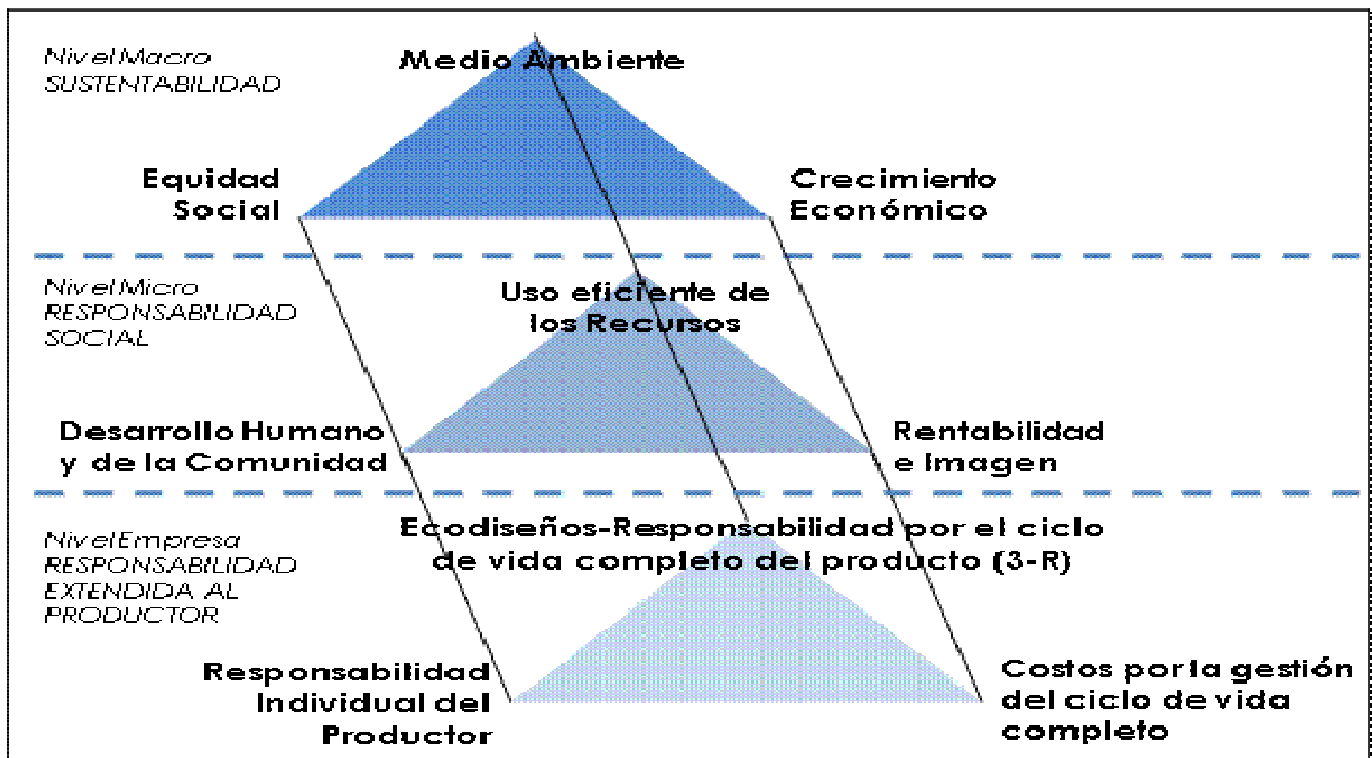 Nivel Macro
SUSTENTABILIDAD
Medio Ambiente
Equidad
Social
Crecimiento
Económico
Nivel Micro
RESPONSABILIDAD
SOCIAL
Uso eficiente de
los Recursos
Desarrollo Humano
y de la Comunidad
Rentabilidad
e Imagen
Nivel Empresa
RESPONSABILIDAD
EXTENDIDA AL
PRODUCTOR
Ecodiseños-Responsabilidad por el ciclo
de vida completo del producto (3-R)
Responsabilidad
Individual del
Productor
Costos por la gestión
del ciclo de vida
completo